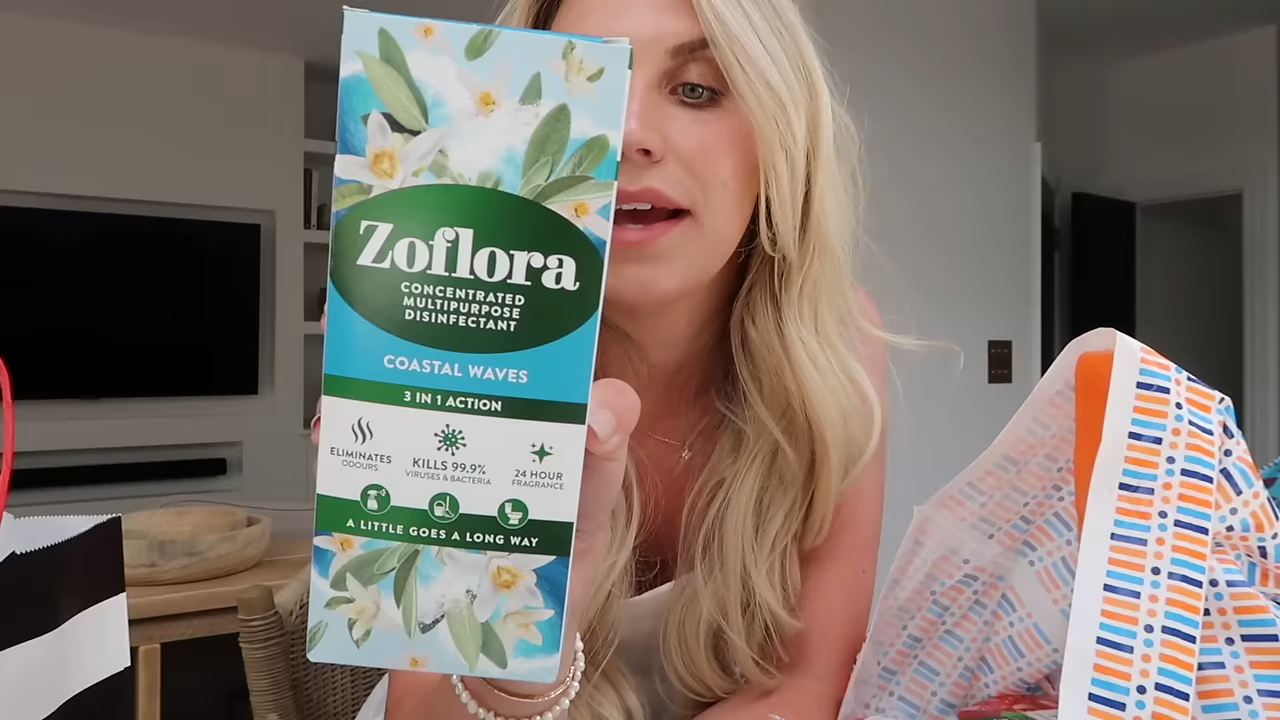 Zoflora
CONCENTRATED
MULTIPURPOSE
DISINFECTANT
COASTAL WAVES
3 IN 1 ACTION
ELIMINATES
ODOURS
KILLS 99.9%
VIRUSES & BACTERIA
24 HOUR
FRAGRANCE
A LITTLE GOES A LONG WAY